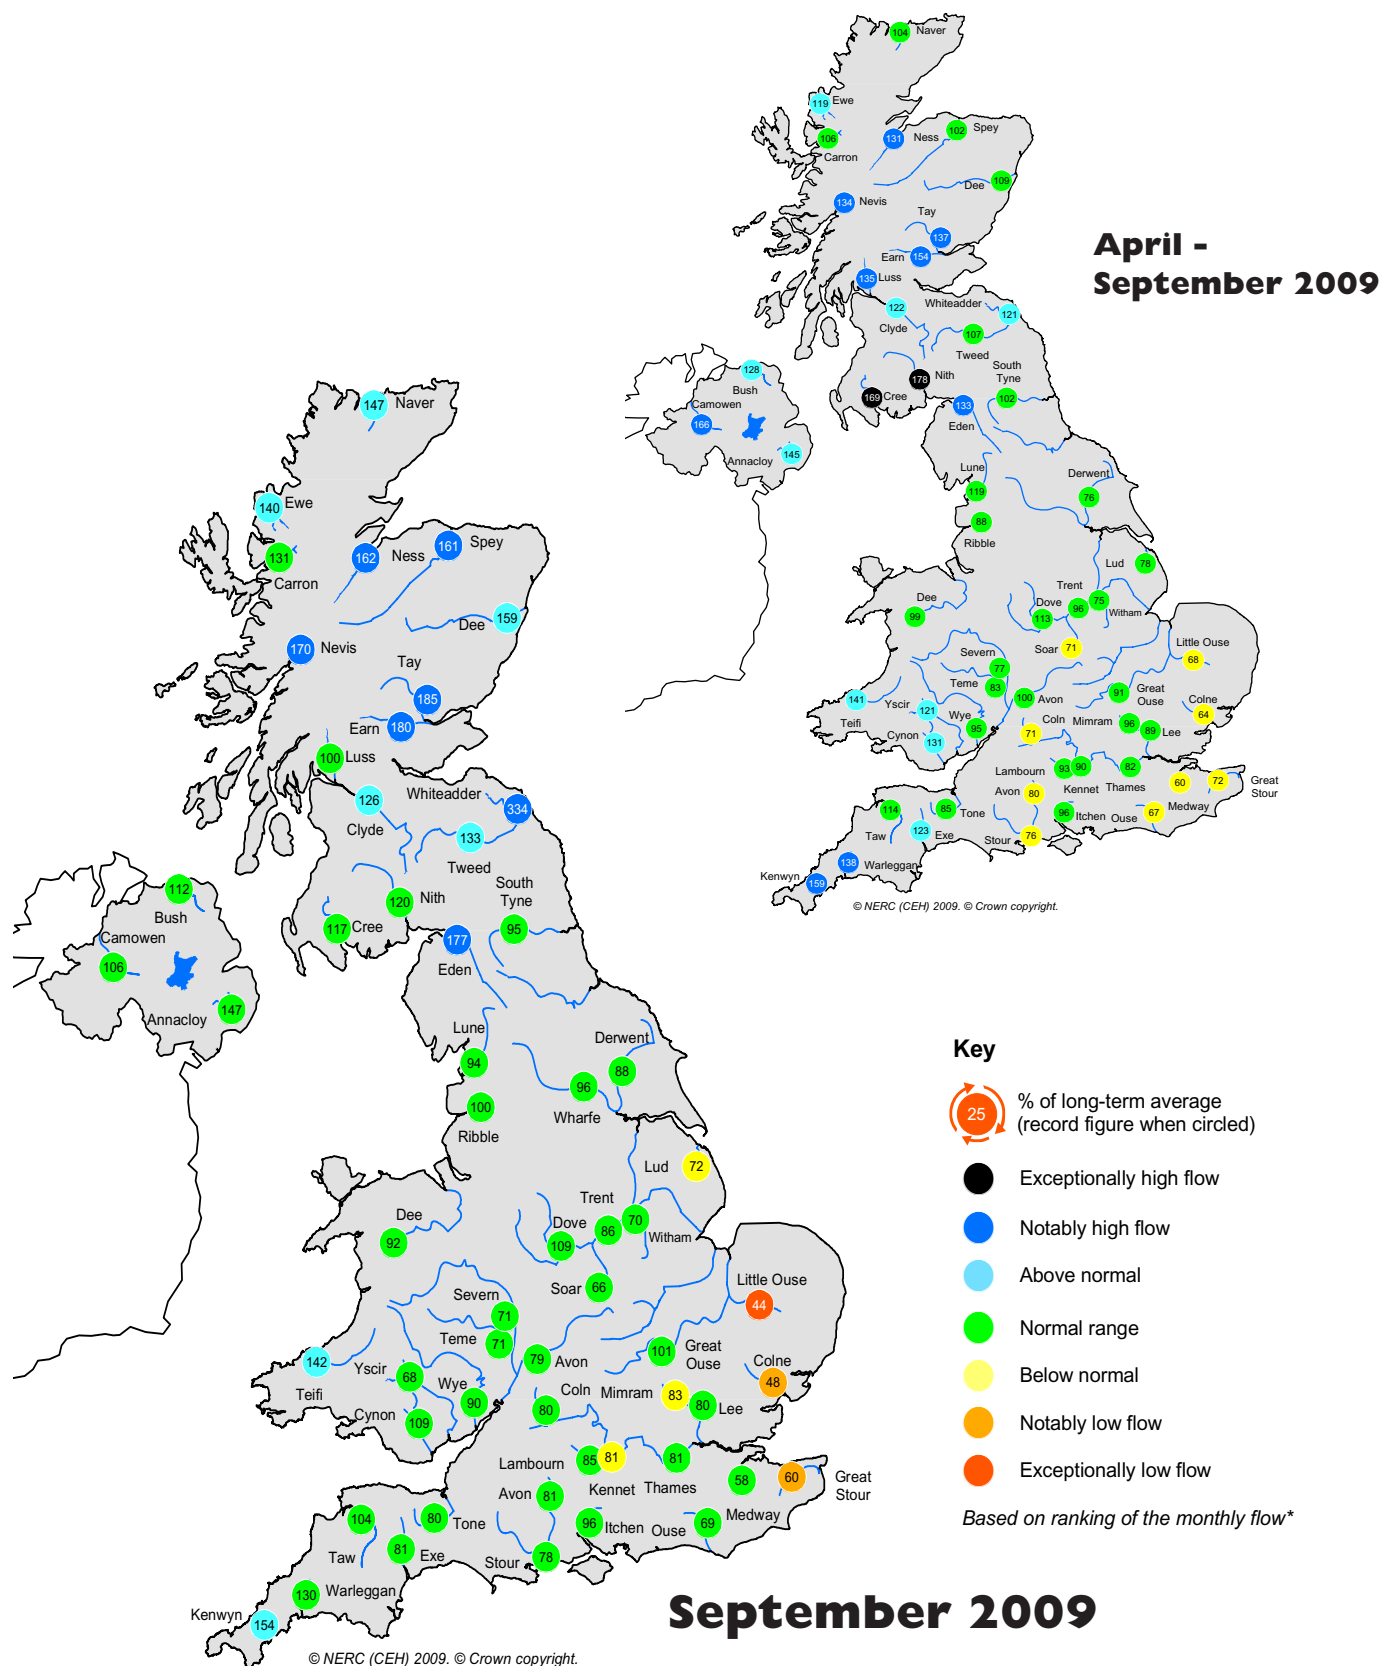 104 Naver
119 Ewe
106
Carron
131 Ness
102 Spey
Dee 109
134 Nevis
Tay
137
Earn 154
135 Luss
April -
September 2009
122
Clyde
Whiteadder
121
107
Tweed
South
Tyne
102
178 Nith
169 Cree
133
Eden
128
Bush
Camowen
166
Annacloy
145
Lune
119
88
Ribble
Derwent
76
Lud
78
Trent
Dee
99
Dove
113
96
75
Witham
Soar 71
Little Ouse
68
Severn
77
Teme
83
100 Avon
91 Great
Ouse
Colne
64
141
Teifi
Yscir
121
Wye
95
Cynon
131
Coln
71
Mimram 96
89 Lee
Lambourn 93 90
Kennet
82
Thames
60
72 Great
Stour
Medway
Avon 80
96 Itchen
Ouse 67
114
Taw
85
Tone
123
Exe
Stour 76
138
Warleggan
Kenwyn
159
© NERC (CEH) 2009. © Crown copyright.
147 Naver
140 Ewe
131
Carron
162 Ness
161 Spey
Dee 159
170 Nevis
Tay
185
Earn 180
100 Luss
126
Clyde
Whiteadder
334
133
Tweed
South
Tyne
95
120
Nith
117 Cree
177
Eden
112
Bush
Camowen
106
Annacloy
147
Lune
94
100
Ribble
Derwent
88
96
Wharfe
Lud 72
Trent
Dee
92
Dove
109
86
70
Witham
Soar 66
Little Ouse
44
Severn
71
Teme
71
79 Avon
101 Great
Ouse
Colne
48
142
Teifi
Yscir
68
Wye
90
Cynon 109
Coln
80
Mimram 83
80 Lee
Lambourn 85 81
Kennet
81
Thames
58
Medway
60 Great
Stour
Avon 81
96 Itchen
Ouse 69
104
Taw
80
Tone
81
Exe
Stour 78
130 Warleggan
Kenwyn
154
September 2009
© NERC (CEH) 2009. © Crown copyright.
Key
25
% of long-term average
(record figure when circled)
Exceptionally high flow
Notably high flow
Above normal
Normal range
Below normal
Notably low flow
Exceptionally low flow
Based on ranking of the monthly flow*